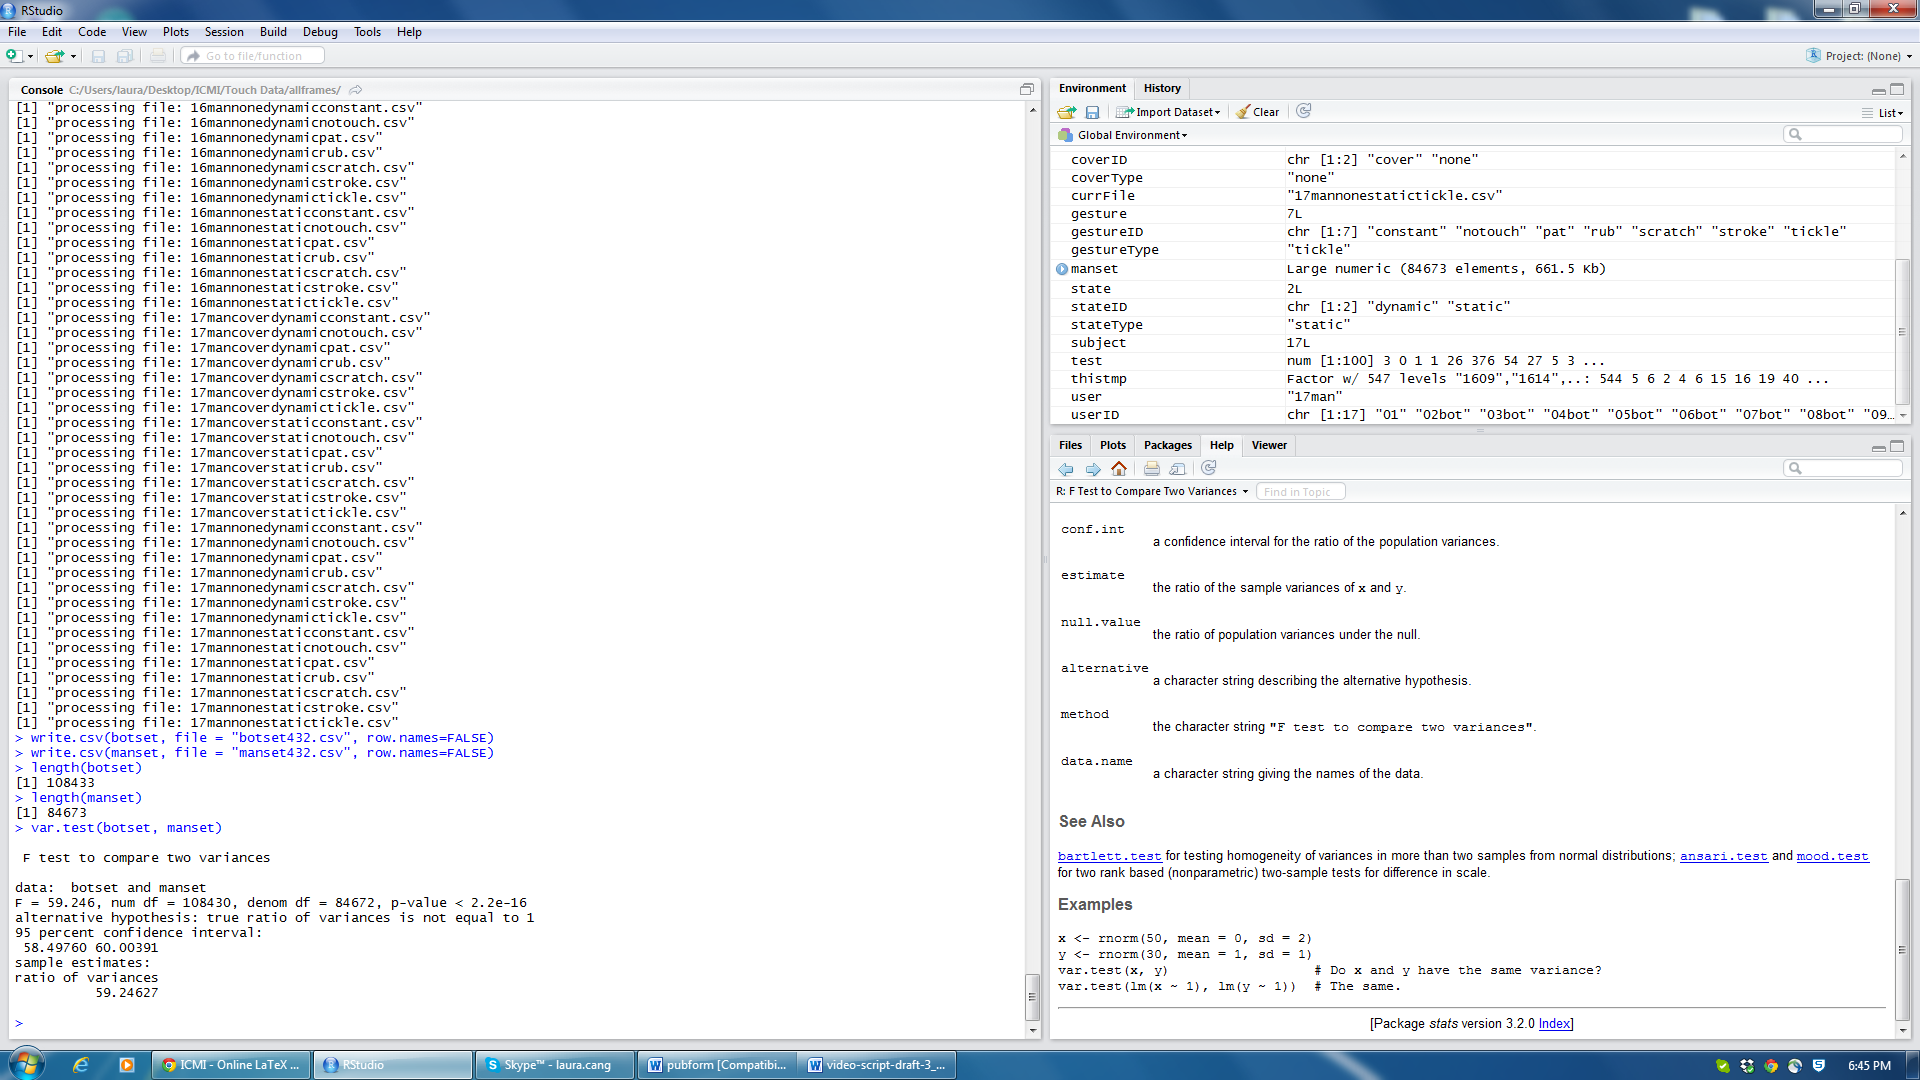 RStudio
File Edit Code View Plots Session Build Debug Tools Help
Go to file/function
Project: (None)
Console C:/Users/laura/Desktop/ICMI/Touch Data/allframes/
[1] "processing file: 16mannonedynamicconstant.csv"
[1] "processing file: 16mannonedynamicnotouch.csv"
[1] "processing file: 16mannonedynamicpat.csv"
[1] "processing file: 16mannonedynamicrub.csv"
[1] "processing file: 16mannonedynamicscratch.csv"
[1] "processing file: 16mannonedynamicstroke.csv"
[1] "processing file: 16mannonedynamictickle.csv"
[1] "processing file: 16mannonestaticconstant.csv"
[1] "processing file: 16mannonestaticnotouch.csv"
[1] "processing file: 16mannonestaticpat.csv"
[1] "processing file: 16mannonestaticrub.csv"
[1] "processing file: 16mannonestaticscratch.csv"
[1] "processing file: 16mannonestaticstroke.csv"
[1] "processing file: 16mannonestatictickle.csv"
[1] "processing file: 17mancoverdynamicconstant.csv"
[1] "processing file: 17mancoverdynamicnotouch.csv"
[1] "processing file: 17mancoverdynamicpat.csv"
[1] "processing file: 17mancoverdynamicrub.csv"
[1] "processing file: 17mancoverdynamicscratch.csv"
[1] "processing file: 17mancoverdynamicstroke.csv"
[1] "processing file: 17mancoverdynamictickle.csv"
[1] "processing file: 17mancoverstaticconstant.csv"
[1] "processing file: 17mancoverstaticnotouch.csv"
[1] "processing file: 17mancoverstaticpat.csv"
[1] "processing file: 17mancoverstaticrub.csv"
[1] "processing file: 17mancoverstaticscratch.csv"
[1] "processing file: 17mancoverstaticstroke.csv"
[1] "processing file: 17mancoverstatictickle.csv"
[1] "processing file: 17mannonedynamicconstant.csv"
[1] "processing file: 17mannonedynamicnotouch.csv"
[1] "processing file: 17mannonedynamicpat.csv"
[1] "processing file: 17mannonedynamicrub.csv"
[1] "processing file: 17mannonedynamicscratch.csv"
[1] "processing file: 17mannonedynamicstroke.csv"
[1] "processing file: 17mannonedynamictickle.csv"
[1] "processing file: 17mannonestaticconstant.csv"
[1] "processing file: 17mannonestaticnotouch.csv"
[1] "processing file: 17mannonestaticpat.csv"
[1] "processing file: 17mannonestaticrub.csv"
[1] "processing file: 17mannonestaticscratch.csv"
[1] "processing file: 17mannonestaticstroke.csv"
[1] "processing file: 17mannonestatictickle.csv"
> write.csv(botset, file = "botset432.csv", row.names=FALSE)
> write.csv(manset, file = "manset432.csv", row.names=FALSE)
> length(botset)
[1] 108433
> length(manset)
[1] 84673
> var.test(botset, manset)
F test to compare two variances
data: botset and manset
F = 59.246, num df = 108430, denom df = 84672, p-value < 2.2e-16
alternative hypothesis: true ratio of variances is not equal to 1
95 percent confidence interval:
58.49760 60.00391
sample estimates:
ratio of variances
59.24627
>
Environment History
Import Dataset Clear List
Global Environment
coverID chr [1:2] "cover" "none"
coverType "none"
currFile "17mannonestatictickle.csv"
gesture 7L
gestureID chr [1:7] "constant" "notouch" "pat" "rub" "scratch" "stroke" "tickle"
gestureType "tickle"
manset Large numeric (84673 elements, 661.5 Kb)
state 2L
stateID chr [1:2] "dynamic" "static"
stateType "static"
subject 17L
test num [1:100] 3 0 1 1 26 376 54 27 5 3 ...
thistmp Factor w/ 547 levels "1609","1614",..: 544 5 6 2 4 6 15 16 19 40 ...
user "17man"
userID chr [1:17] "01" "02bot" "03bot" "04bot" "05bot" "06bot" "07bot" "08bot" "09...
Files Plots Packages Help Viewer
R: F Test to Compare Two Variances Find in Topic
conf.int
a confidence interval for the ratio of the population variances.
estimate
the ratio of the sample variances of x and y.
null.value
the ratio of population variances under the null.
alternative
a character string describing the alternative hypothesis.
method
the character string "F test to compare two variances".
data.name
a character string giving the names of the data.
See Also
bartlett.test for testing homogeneity of variances in more than two samples from normal distributions; ansari.test and mood.test
for two rank based (nonparametric) two-sample tests for difference in scale.
Examples
x <- rnorm(50, mean = 0, sd = 2)
y <- rnorm(30, mean = 1, sd = 1)
var.test(x, y) # Do x and y have the same variance?
var.test(lm(x ~ 1), lm(y ~ 1)) # The same.
[Package stats version 3.2.0 Index]
ICMI - Online LaTeX ... RStudio Skype™ - laura.cang pubform [Compatibi... video-script-draft-3_... 6:45 PM